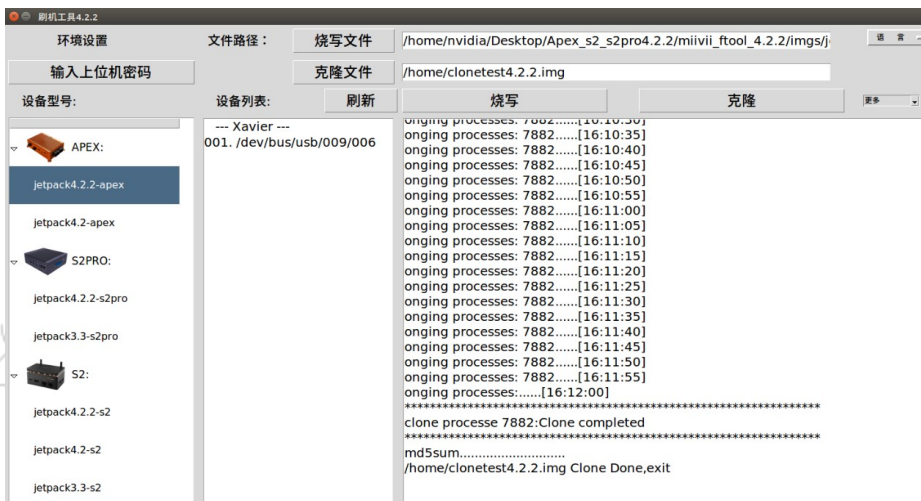 刷机工具4.2.2
环境设置
文件路径：
烧写文件
/home/nvidia/Desktop/Apex_s2_s2pro4.2.2/miivii_ftool_4.2.2/imgs/j
语 言
输入上位机密码
克隆文件
/home/clonetest4.2.2.img
设备型号:
设备列表:
刷新
烧写
克隆
更多
APEX:
jetpack4.2.2-apex
jetpack4.2-apex
S2PRO:
jetpack4.2.2-s2pro
jetpack3.3-s2pro
S2:
jetpack4.2.2-s2
jetpack4.2-s2
jetpack3.3-s2
--- Xavier ---
001. /dev/bus/usb/009/006
onging processes: 7882......[16:10:30]
onging processes: 7882......[16:10:35]
onging processes: 7882......[16:10:40]
onging processes: 7882......[16:10:45]
onging processes: 7882......[16:10:50]
onging processes: 7882......[16:10:55]
onging processes: 7882......[16:11:00]
onging processes: 7882......[16:11:05]
onging processes: 7882......[16:11:10]
onging processes: 7882......[16:11:15]
onging processes: 7882......[16:11:20]
onging processes: 7882......[16:11:25]
onging processes: 7882......[16:11:30]
onging processes: 7882......[16:11:35]
onging processes: 7882......[16:11:40]
onging processes: 7882......[16:11:45]
onging processes: 7882......[16:11:50]
onging processes: 7882......[16:11:55]
onging processes:......[16:12:00]
******************************************************************
clone processe 7882:Clone completed
******************************************************************
md5sum...........................
/home/clonetest4.2.2.img Clone Done,exit